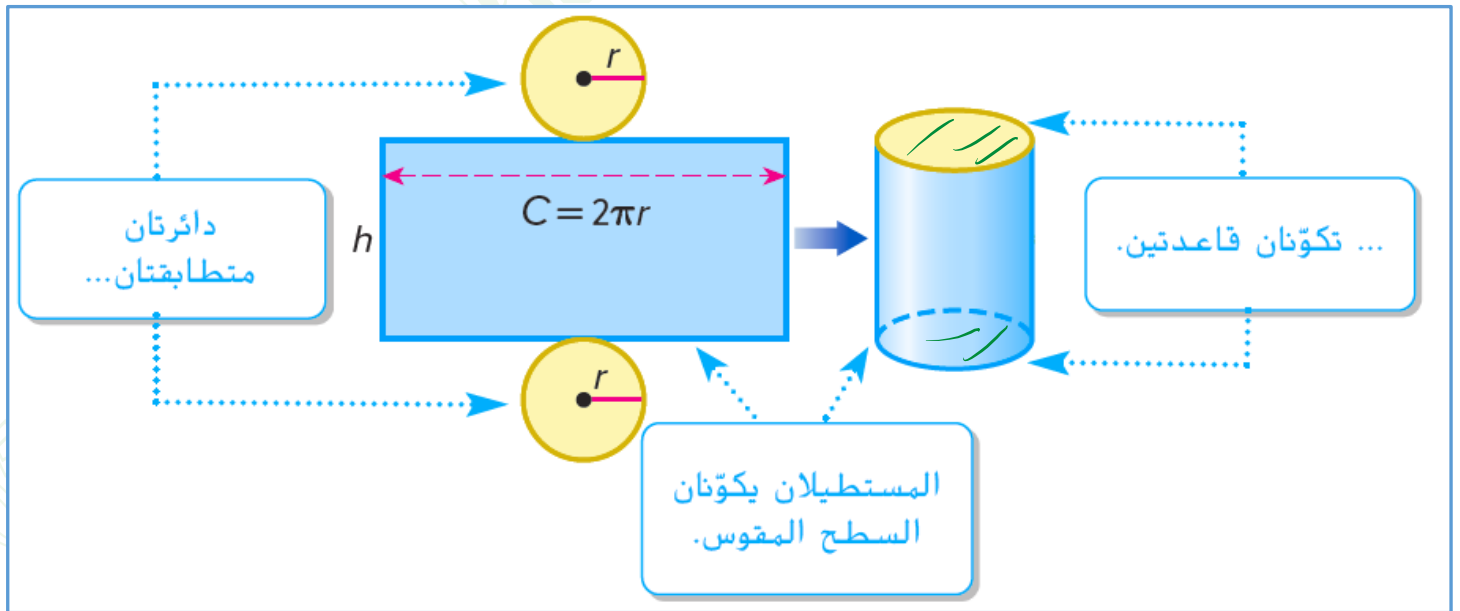 r
C = 2πr
h
r
دائرتان
متطابقتان...
... تكوّنان قاعدتين.
المستطيلان يكوّنان
السطح المقوس.